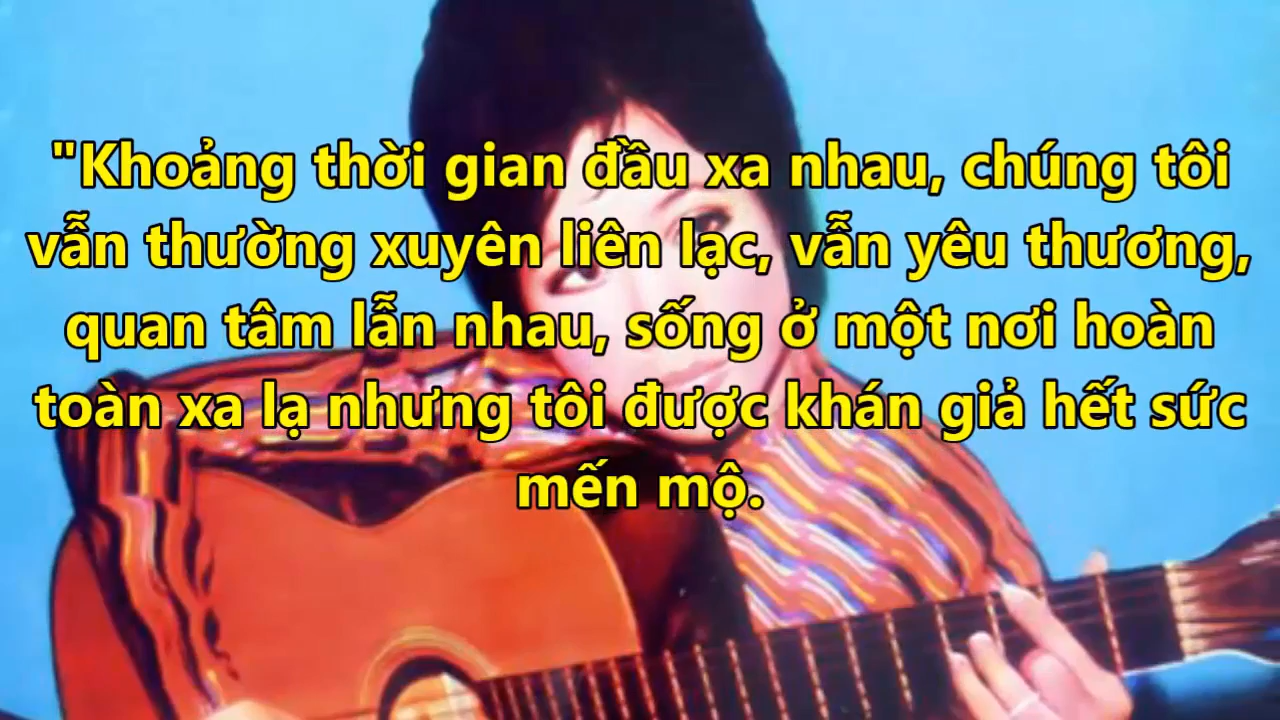 "Khoảng thời gian đầu xa nhau, chúng tôi
vẫn thường xuyên liên lạc, vẫn yêu thương,
quan tâm lẫn nhau, sống ở một nơi hoàn
toàn xa lạ nhưng tôi được khán giả hết sức
mến mộ.